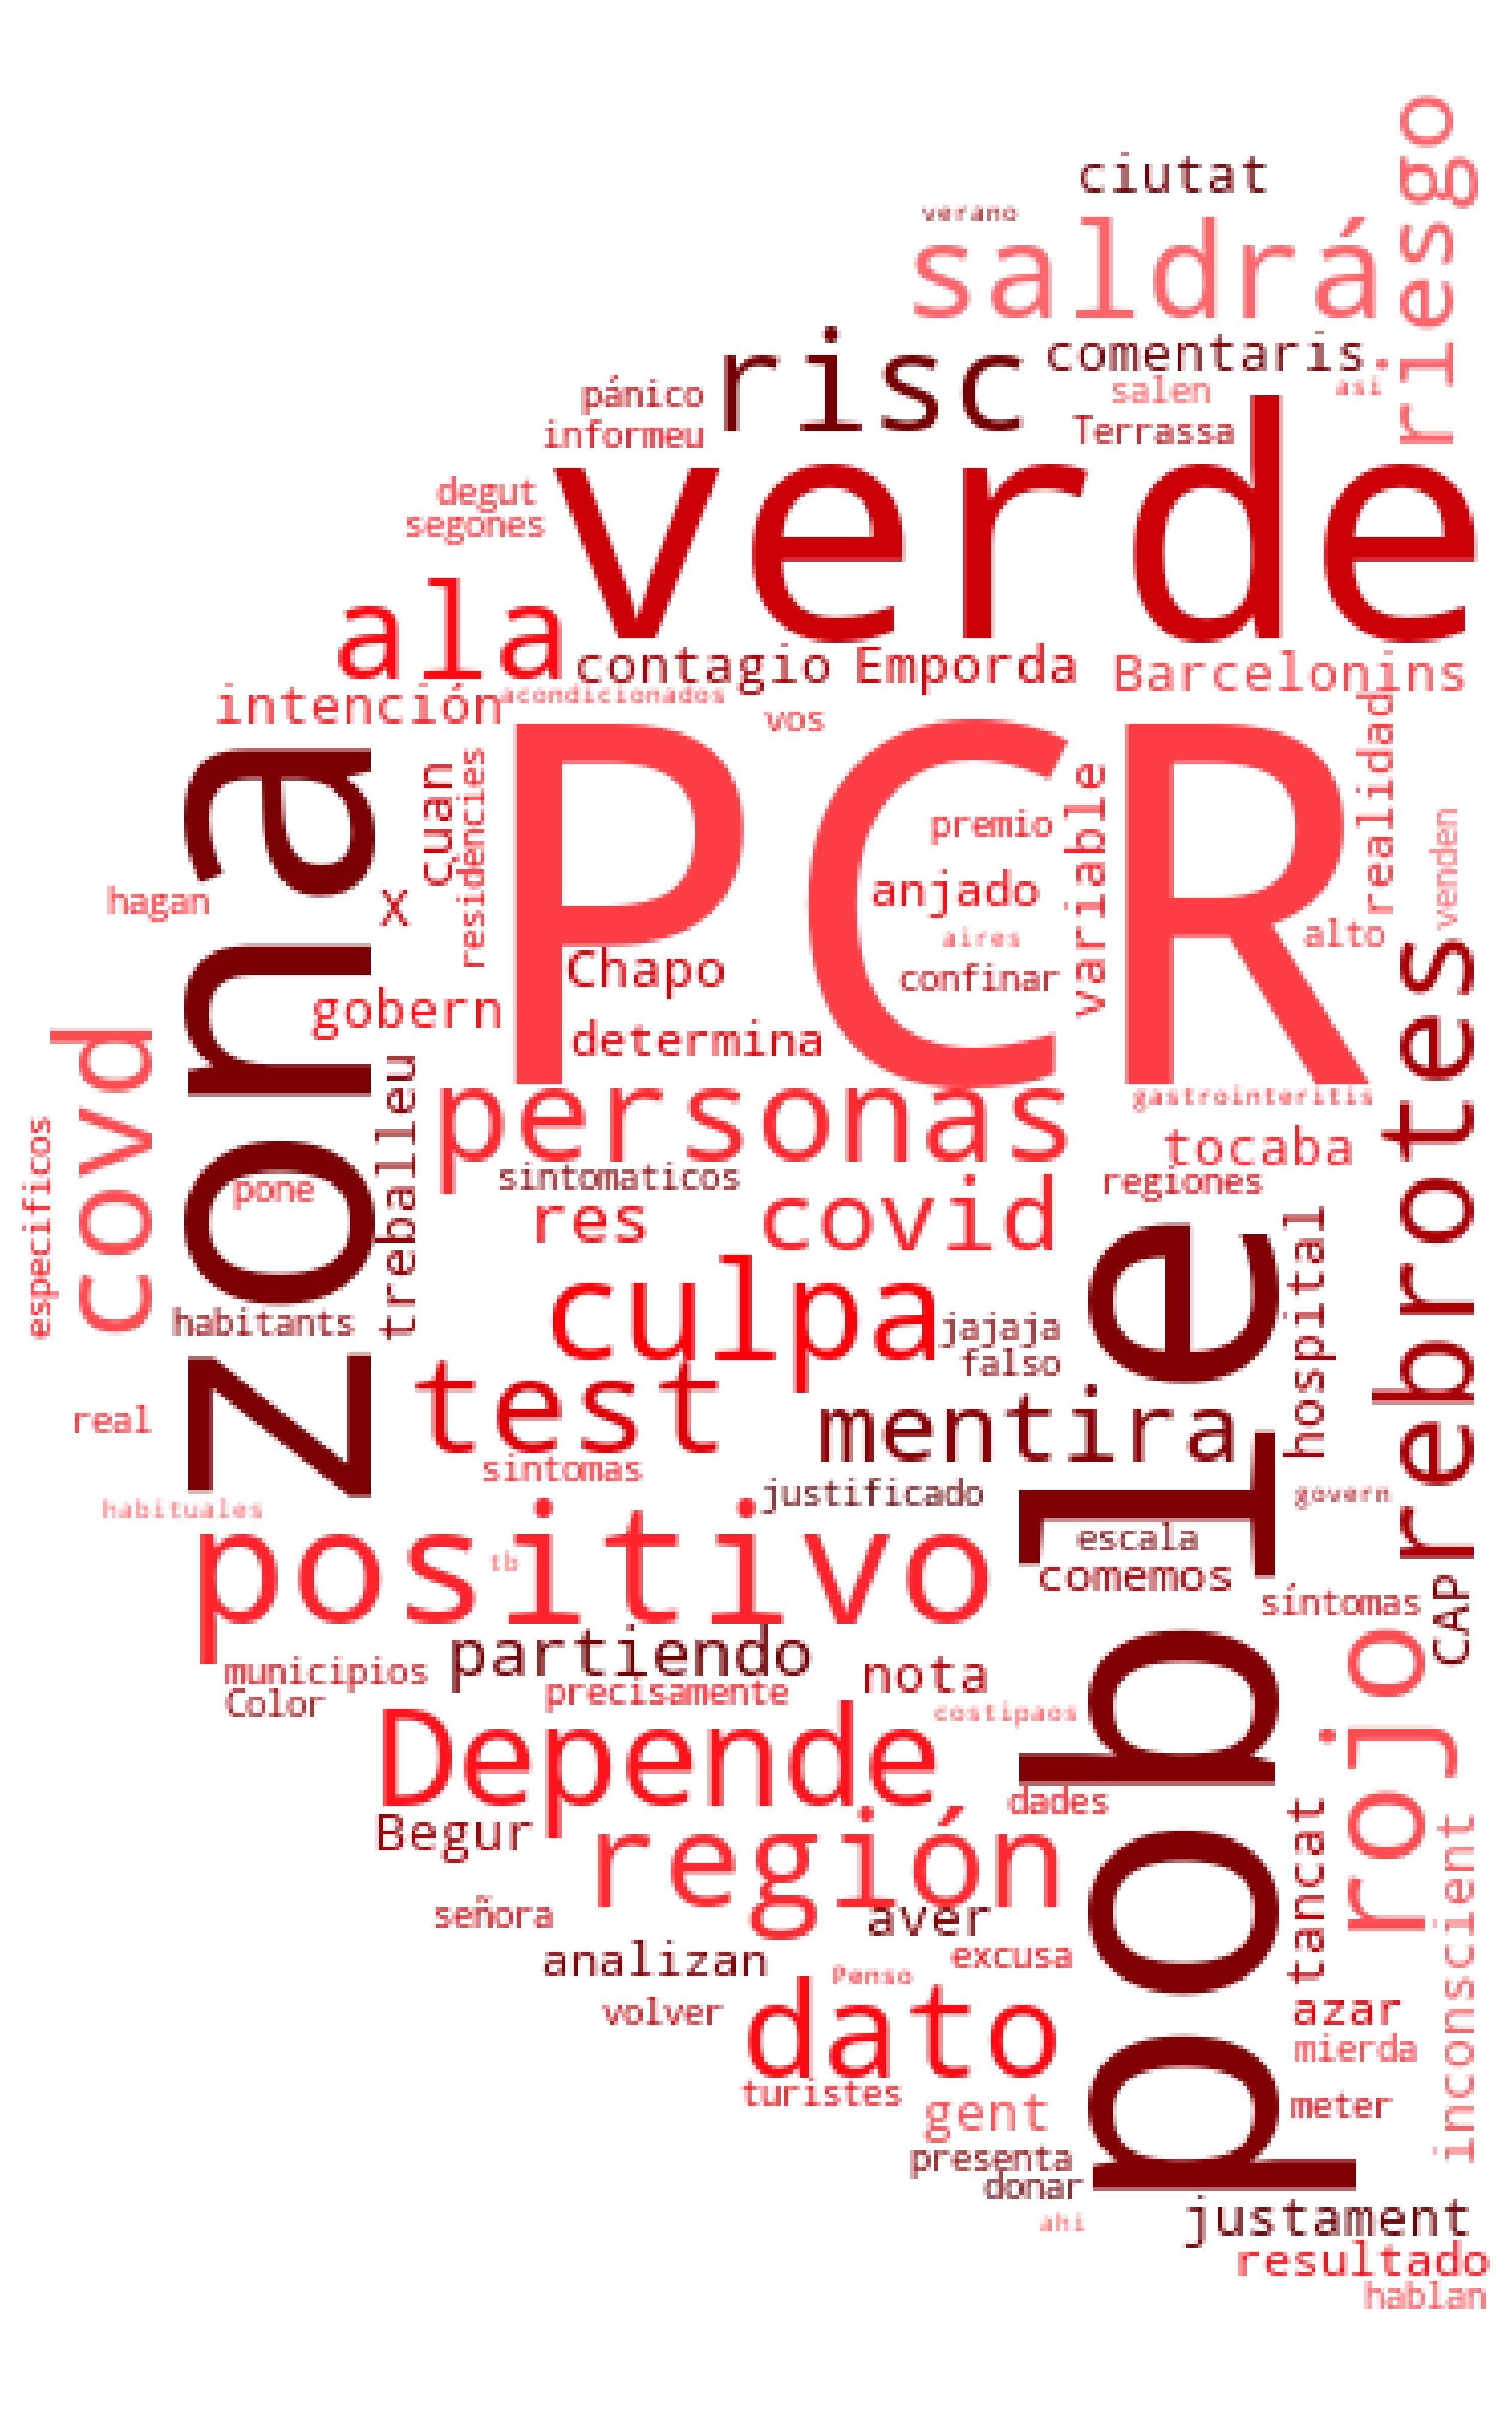 ciutat
verano
saldrá
riesgo
risc
comentaris
pánico
salen
asi
informeu
Terrassa
verde
degut
segones
ala
contagio
Emporda
Barcelonins
intención
acondicionados
vos
realidad
zona
cuan
residències
PCR
variable
premio
venden
hagan
x
anjado
alto
aires
Chapo
confinar
rebrotes
gobern
determina
covd
treballeu
personas
gastrointeritis
especificos
tocaba
pone
sintomaticos
regiones
res
covid
hospital
habitants
culpa
jajaja
falso
poble
real
test
mentira
sintomas
justificado
govern
habituales
positivo
tb
escala
comemos
síntomas
CAP
partiendo
municipios
nota
rojo
Color
precisamente
costipaos
Depende
dades
Begur
región
tancat
inconscient
señora
aver
analizan
excusa
Penso
volver
dato
azar
mierda
turistes
gent
meter
presenta
donar
ahi
justament
resultado
hablan